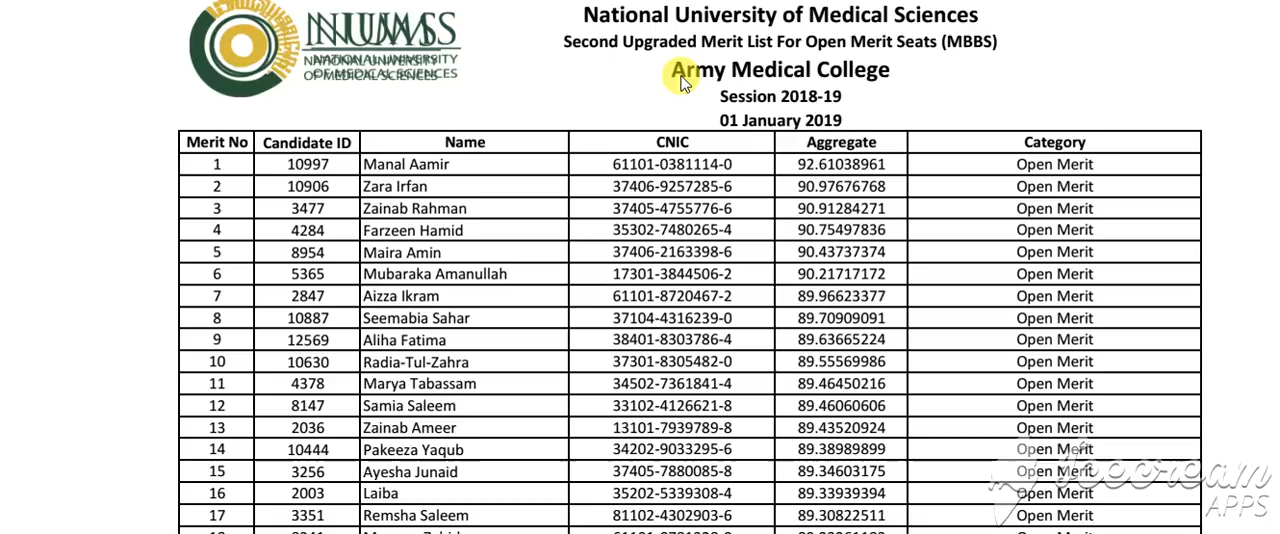 NUMS
NATIONAL UNIVERSITY
OF MEDICAL SCIENCES
National University of Medical Sciences
Second Upgraded Merit List For Open Merit Seats (MBBS)
Army Medical College
Session 2018-19
01 January 2019
Merit No Candidate ID Name CNIC Aggregate Category
1 10997 Manal Aamir 61101-0381114-0 92.61038961 Open Merit
2 10906 Zara Irfan 37406-9257285-6 90.97676768 Open Merit
3 3477 Zainab Rahman 37405-4755776-6 90.91284271 Open Merit
4 4284 Farzeen Hamid 35302-7480265-4 90.75497836 Open Merit
5 8954 Maira Amin 37406-2163398-6 90.43737374 Open Merit
6 5365 Mubaraka Amanullah 17301-3844506-2 90.21717172 Open Merit
7 2847 Aizza Ikram 61101-8720467-2 89.96623377 Open Merit
8 10887 Seemabia Sahar 37104-4316239-0 89.70909091 Open Merit
9 12569 Aliha Fatima 38401-8303786-4 89.63665224 Open Merit
10 10630 Radia-Tul-Zahra 37301-8305482-0 89.55569986 Open Merit
11 4378 Marya Tabassam 34502-7361841-4 89.46450216 Open Merit
12 8147 Samia Saleem 33102-4126621-8 89.46060606 Open Merit
13 2036 Zainab Ameer 13101-7939789-8 89.43520924 Open Merit
14 10444 Pakeeza Yaqub 34202-9033295-6 89.38989899 Open Merit
15 3256 Ayesha Junaid 37405-7880085-8 89.34603175 Open Merit
16 2003 Laiba 35202-5339308-4 89.33939394 Open Merit
17 3351 Remsha Saleem 81102-4302903-6 89.30822511 Open Merit
Icecream
APPS